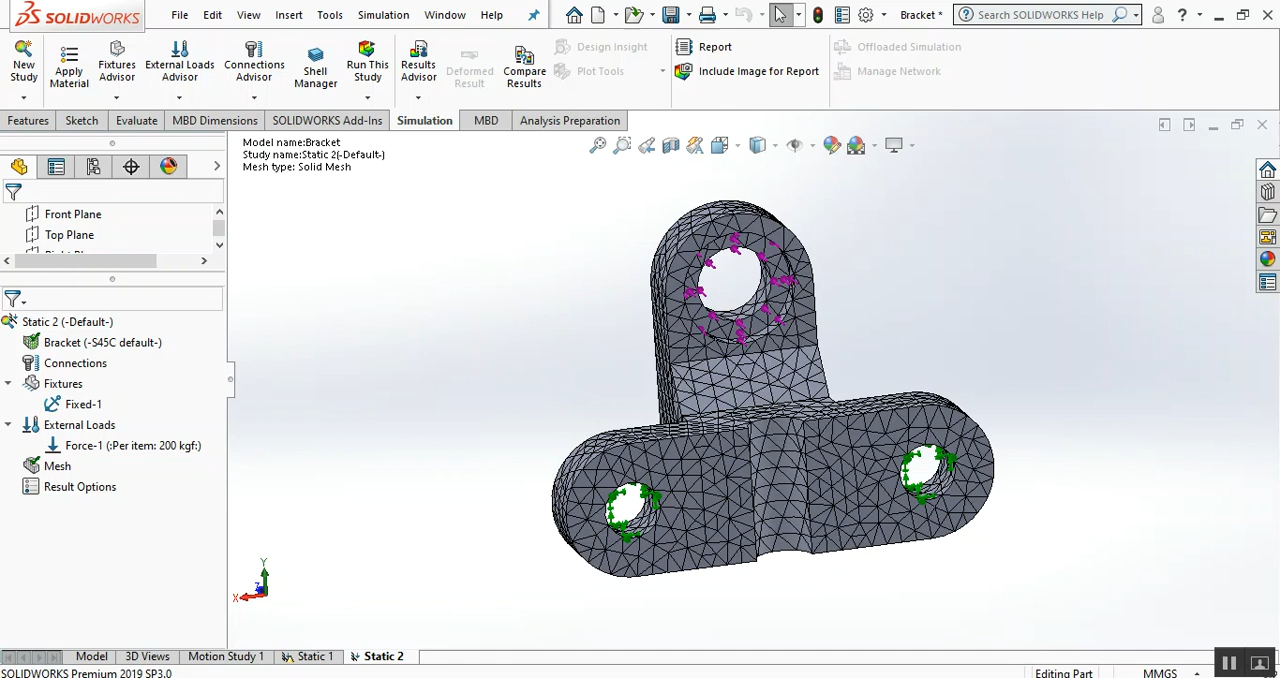 SOLIDWORKS File Edit View Insert Tools Simulation Window Help Bracket * Search SOLIDWORKS Help ?
New Study
Apply Material
Fixtures Advisor
External Loads Advisor
Connections Advisor
Shell Manager
Run This Study
Results Advisor
Deformed Result
Compare Results
Design Insight
Plot Tools
Report
Include Image for Report
Offloaded Simulation
Manage Network
Features Sketch Evaluate MBD Dimensions SOLIDWORKS Add-Ins Simulation MBD Analysis Preparation
Model name:Bracket
Study name:Static 2(-Default-)
Mesh type: Solid Mesh
Front Plane
Top Plane
Static 2 (-Default-)
Bracket (-S45C default-)
Connections
Fixtures
Fixed-1
External Loads
Force-1 (:Per item: 200 kgf:)
Mesh
Result Options
Y
Z
X
Model 3D Views Motion Study 1 Static 1 Static 2
SOLIDWORKS Premium 2019 SP3.0 Editing Part MMGS